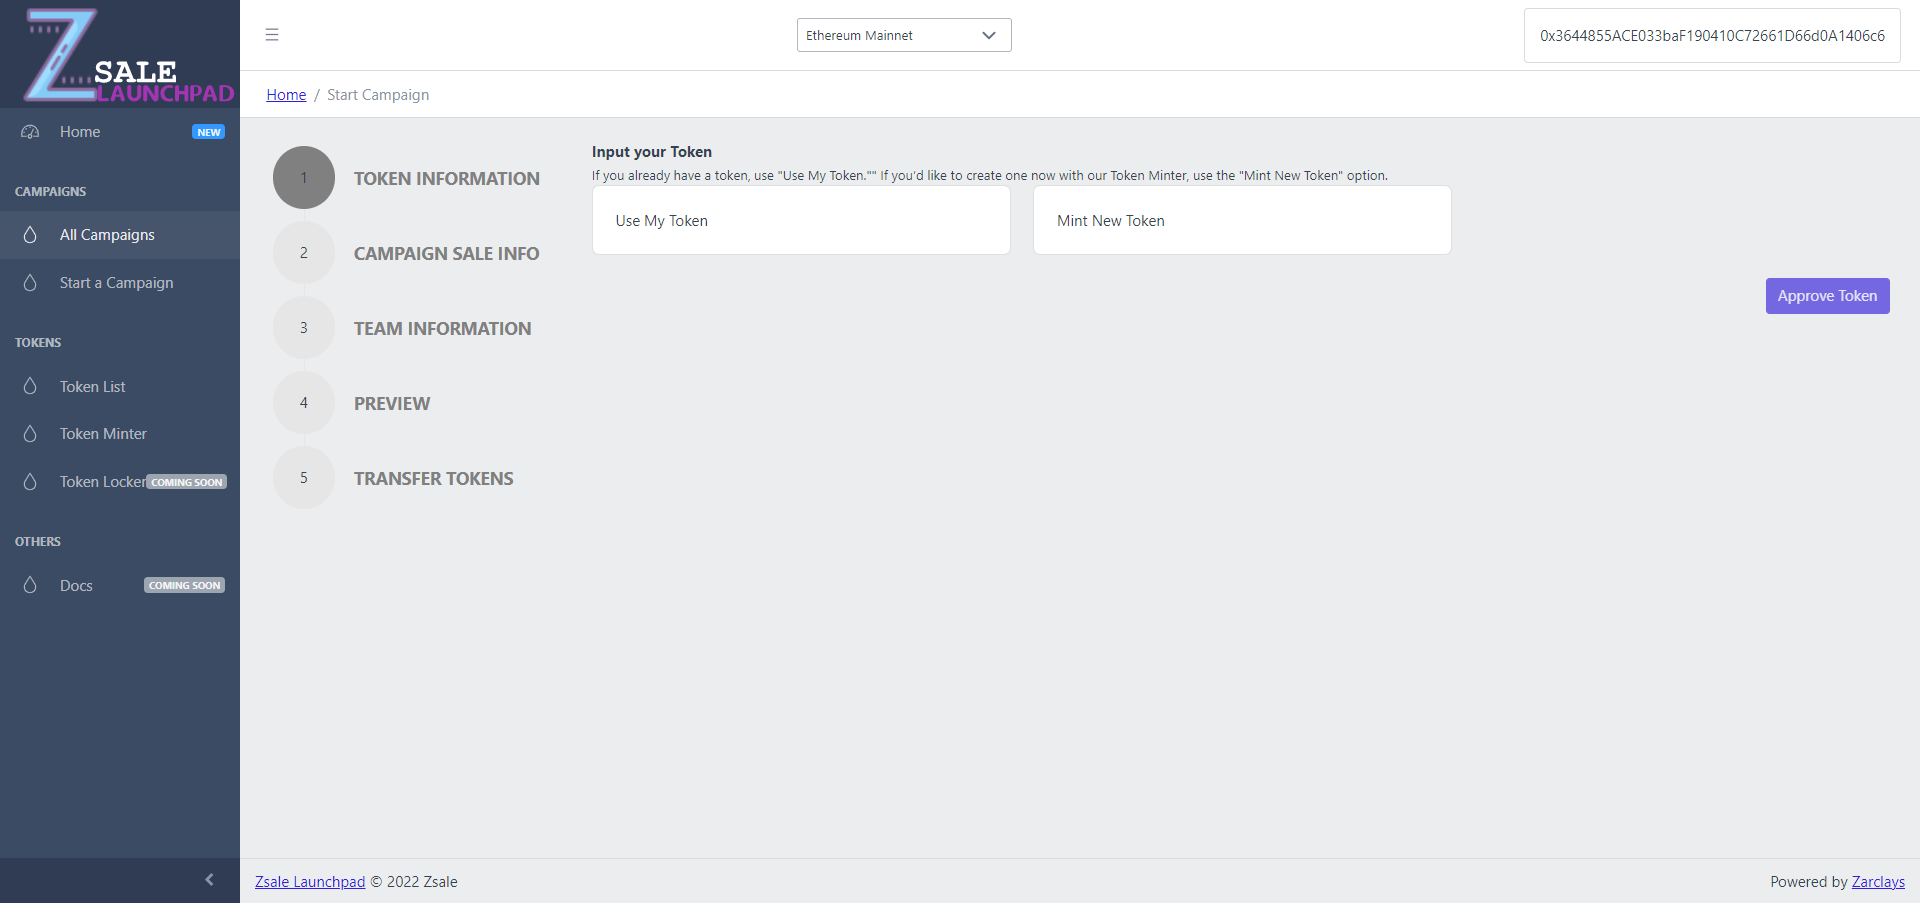 Z SALE
LAUNCHPAD
Home NEW
CAMPAIGNS
All Campaigns
Start a Campaign
TOKENS
Token List
Token Minter
Token Locker COMING SOON
OTHERS
Docs COMING SOON
Ethereum Mainnet
0x3644855ACE033baF190410C72661D66d0A1406c6
Home / Start Campaign
1 TOKEN INFORMATION
2 CAMPAIGN SALE INFO
3 TEAM INFORMATION
4 PREVIEW
5 TRANSFER TOKENS
Input your Token
If you already have a token, use "Use My Token."" If you'd like to create one now with our Token Minter, use the "Mint New Token" option.
Use My Token
Mint New Token
Approve Token
Zsale Launchpad © 2022 Zsale
Powered by Zarclays